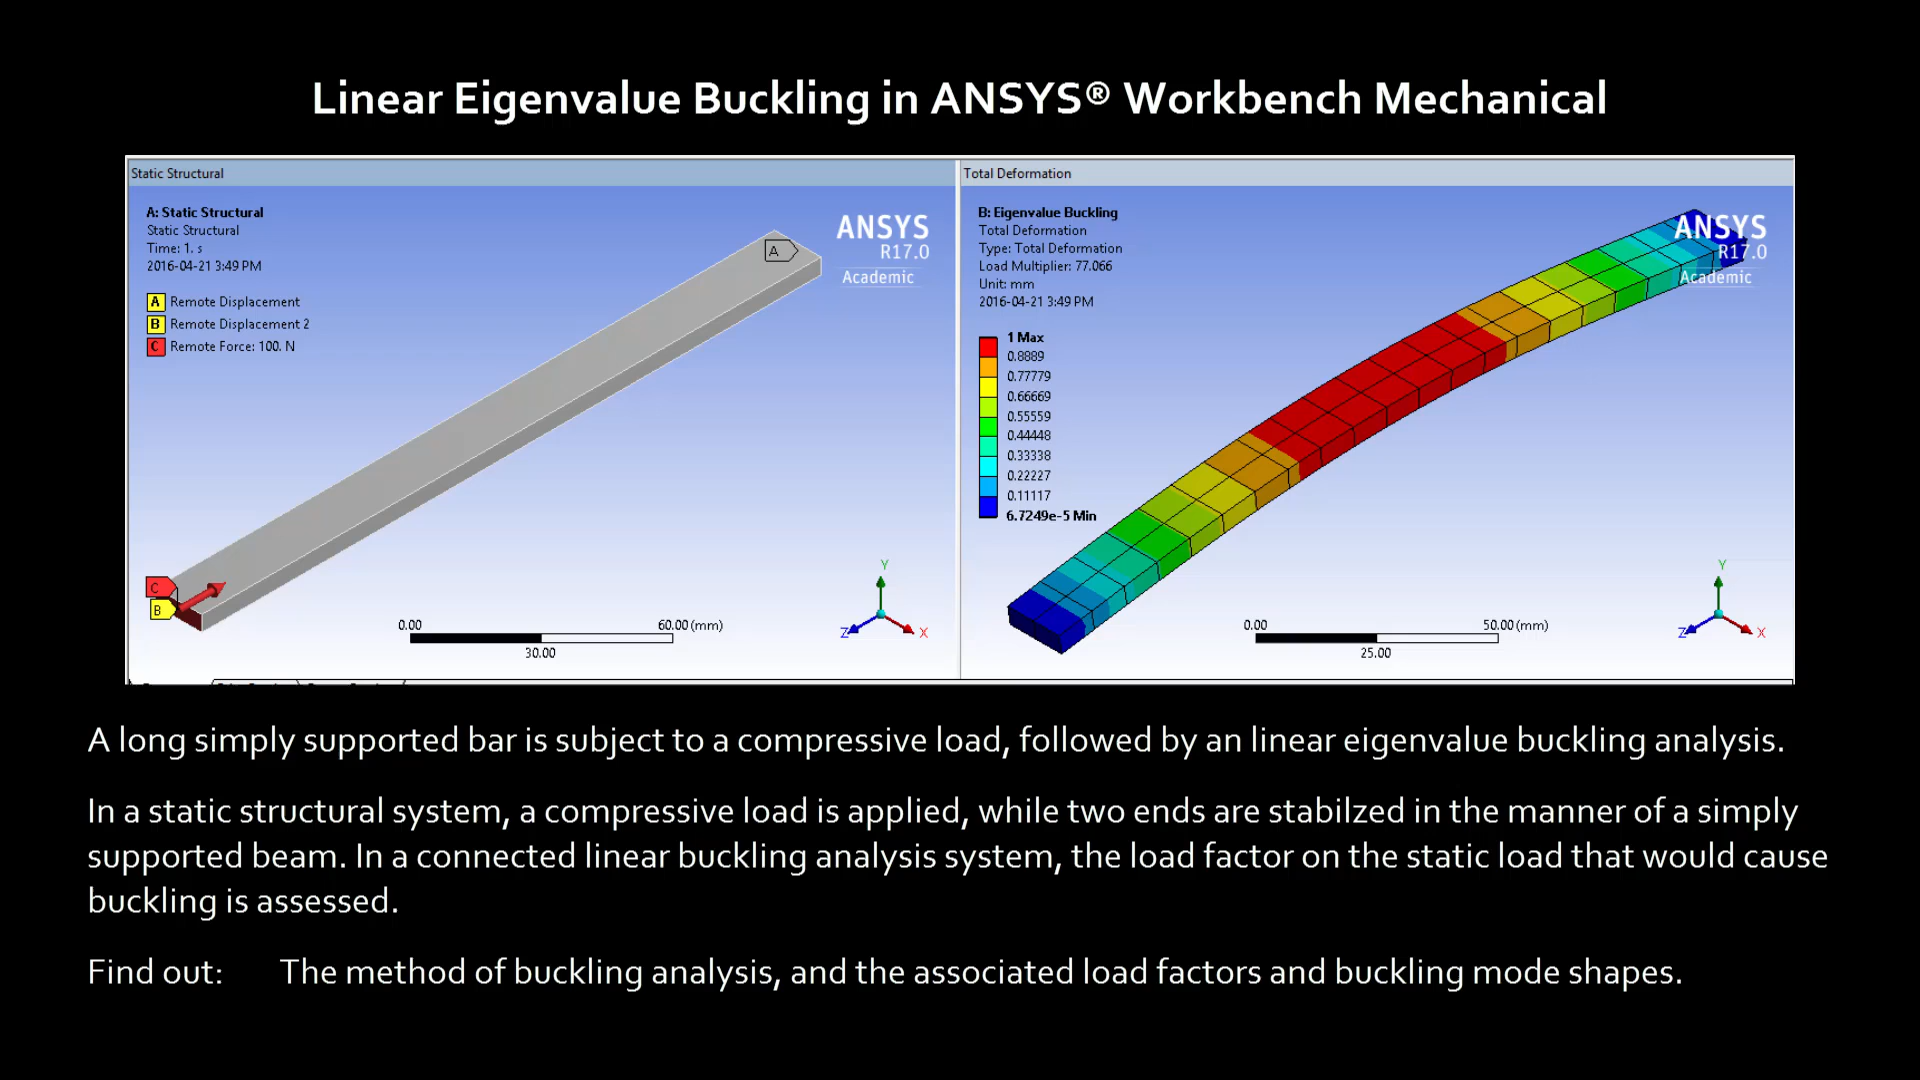 Linear Eigenvalue Buckling in ANSYS® Workbench Mechanical
Static Structural
A: Static Structural
Static Structural
Time: 1. s
2016-04-21 3:49 PM
A Remote Displacement
B Remote Displacement 2
C Remote Force: 100. N
ANSYS
R17.0
Academic
A
C
B
0.00
60.00 (mm)
30.00
Y
Z
X
Total Deformation
B: Eigenvalue Buckling
Total Deformation
Type: Total Deformation
Load Multiplier: 77.066
Unit: mm
2016-04-21 3:49 PM
1 Max
0.8889
0.77779
0.66669
0.55559
0.44448
0.33338
0.22227
0.11117
6.7249e-5 Min
ANSYS
R17.0
Academic
0.00
50.00 (mm)
25.00
Y
Z
X
A long simply supported bar is subject to a compressive load, followed by an linear eigenvalue buckling analysis.
In a static structural system, a compressive load is applied, while two ends are stabilzed in the manner of a simply
supported beam. In a connected linear buckling analysis system, the load factor on the static load that would cause
buckling is assessed.
Find out: The method of buckling analysis, and the associated load factors and buckling mode shapes.